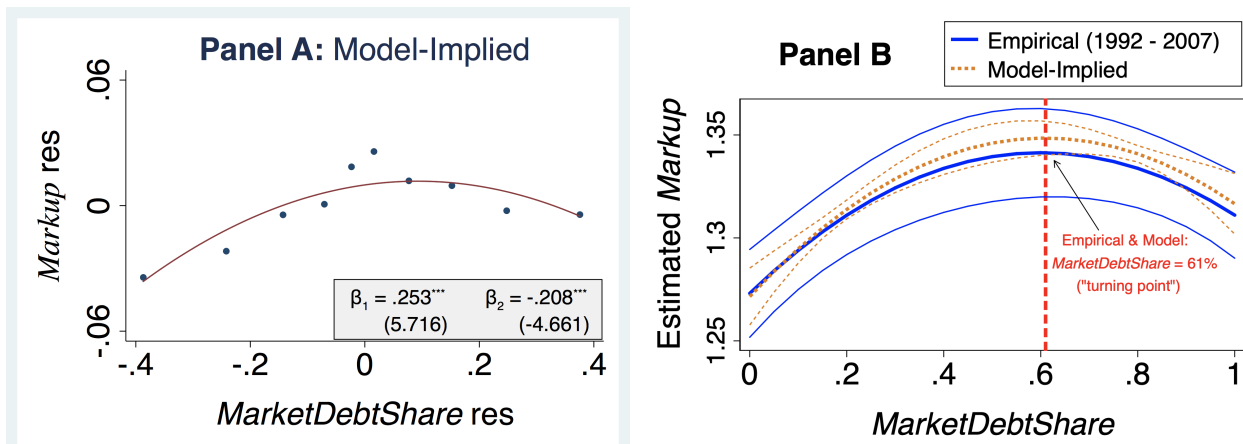 Panel A: Model-Implied
.06
0
-.06
Markup res
β1 = .253*** β2 = -.208***
(5.716) (-4.661)
-.4 -.2 0 .2 .4
MarketDebtShare res
Panel B
Empirical (1992 - 2007)
Model-Implied
1.35
1.3
1.25
Estimated Markup
Empirical & Model:
MarketDebtShare = 61%
("turning point")
0 .2 .4 .6 .8 1
MarketDebtShare